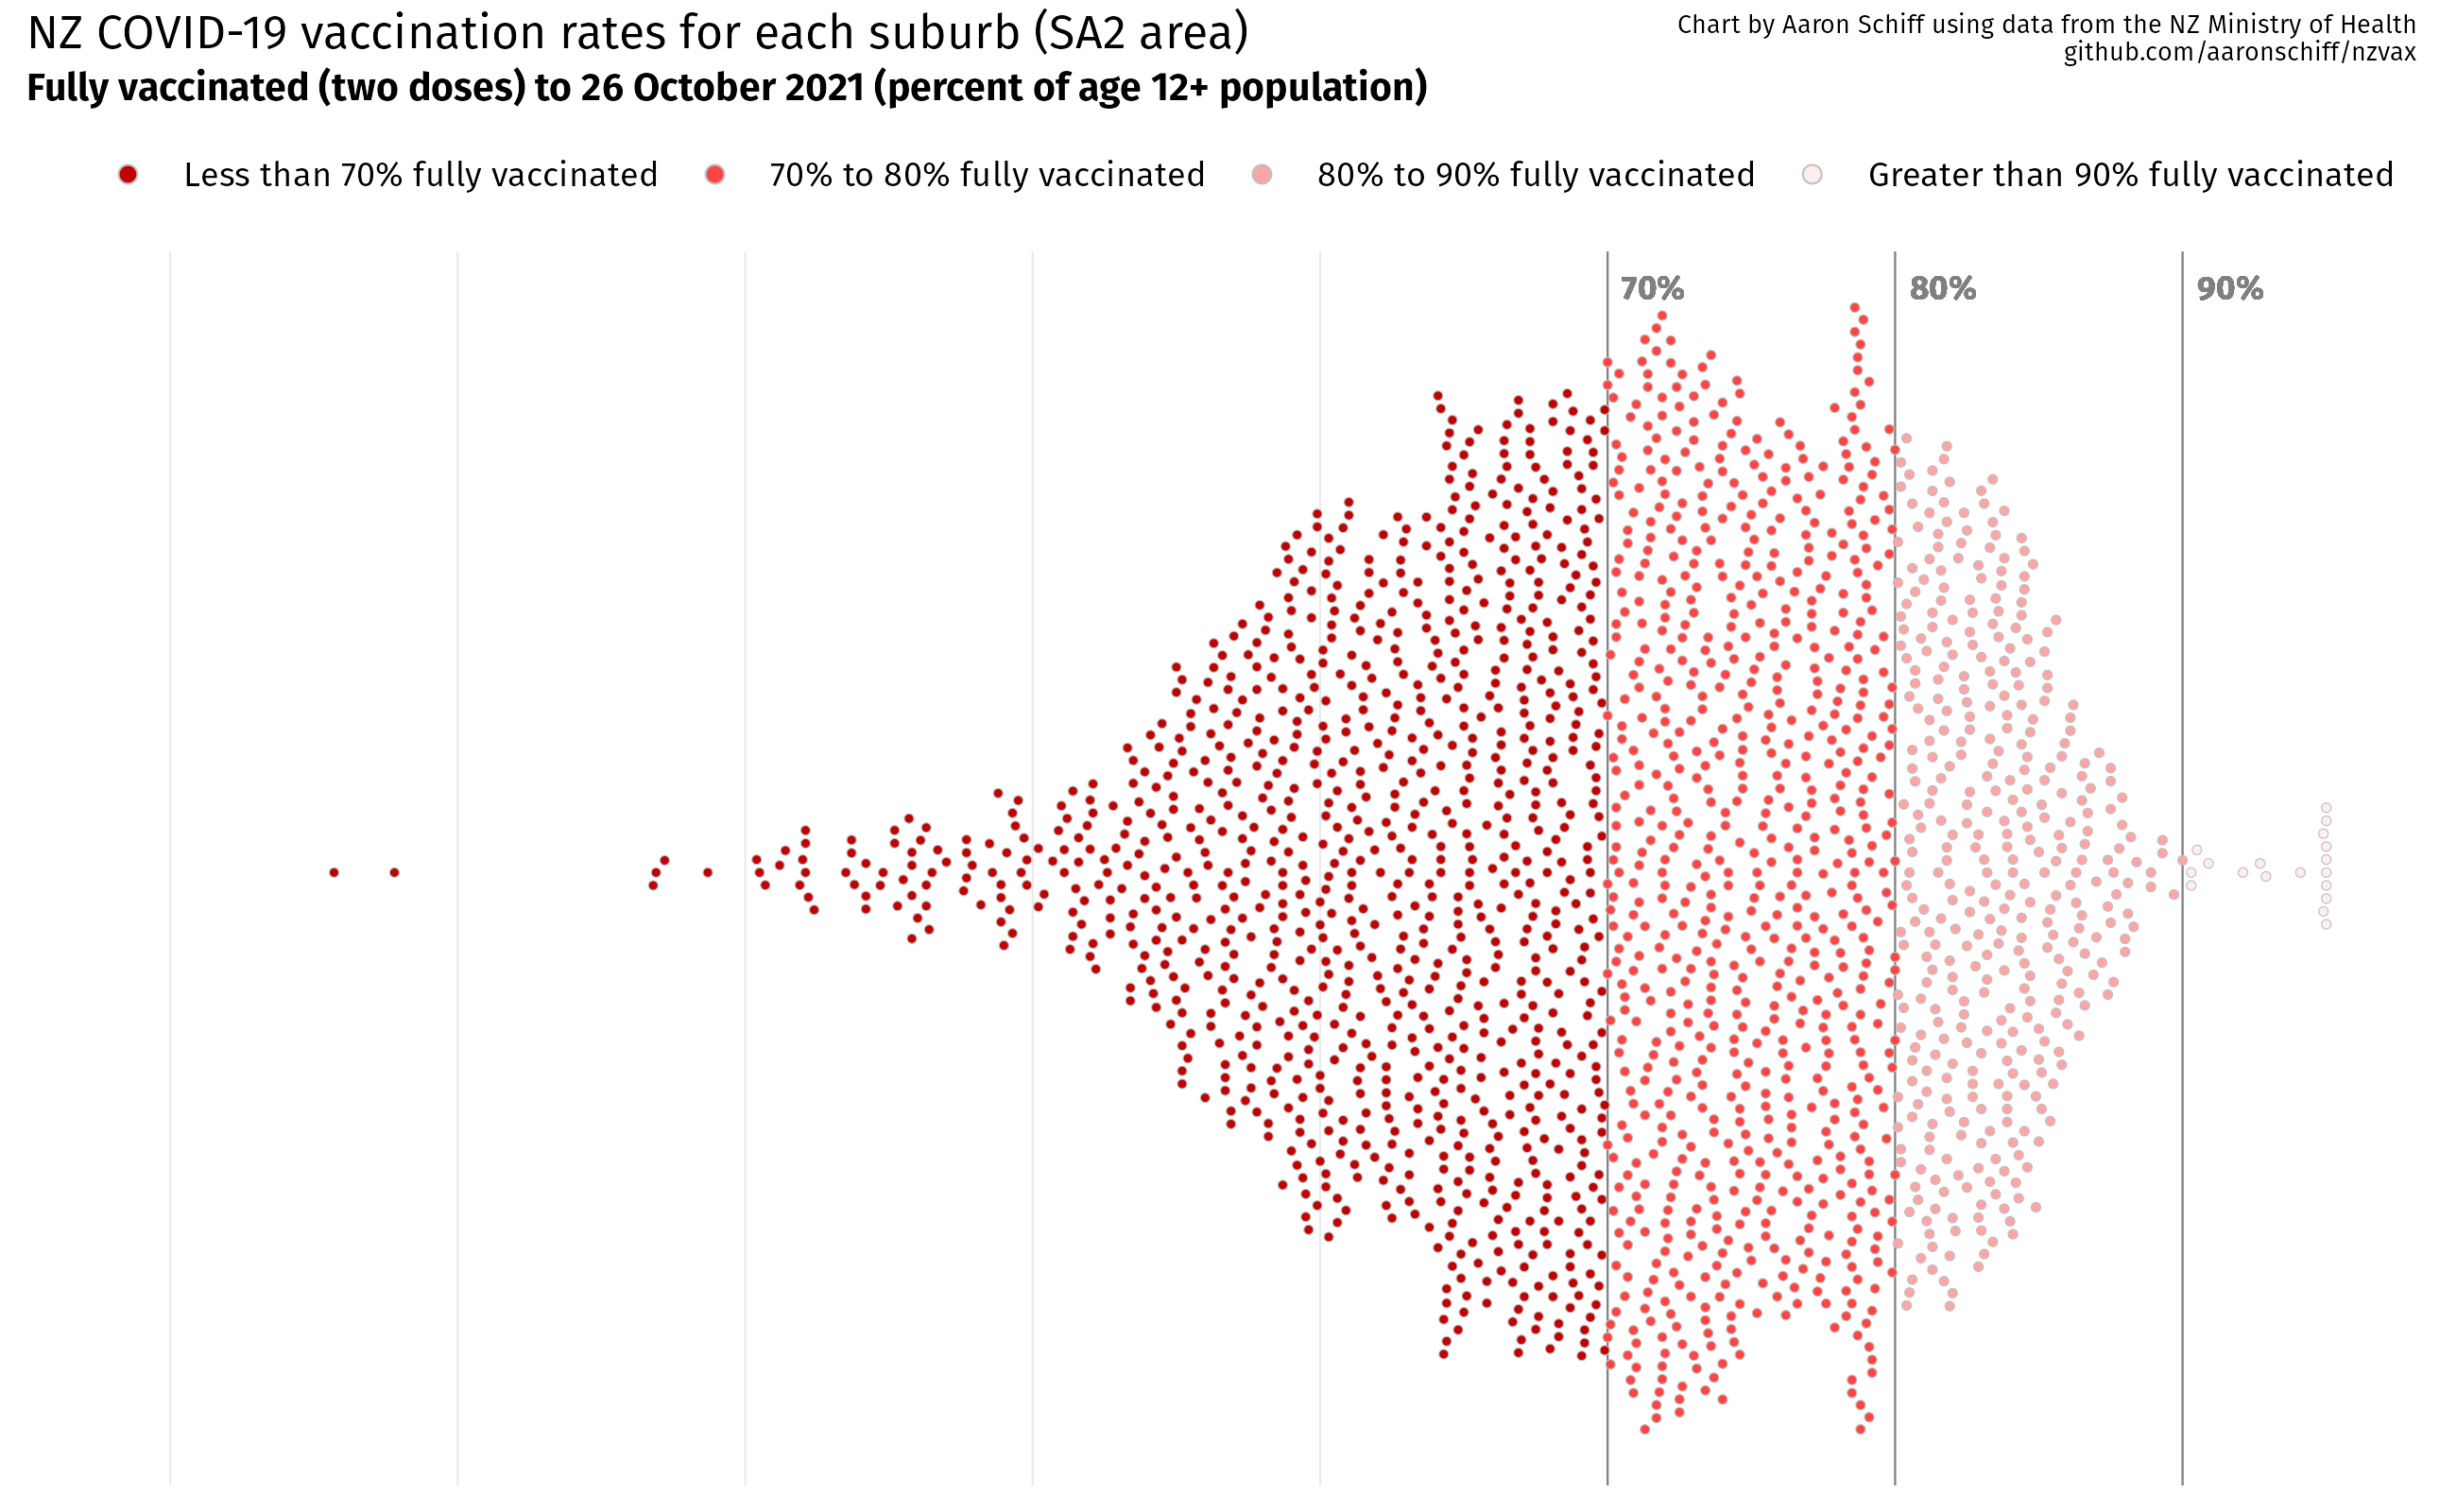 NZ COVID-19 vaccination rates for each suburb (SA2 area)
Fully vaccinated (two doses) to 26 October 2021 (percent of age 12+ population)
Chart by Aaron Schiff using data from the NZ Ministry of Health
github.com/aaronschiff/nzvax
Less than 70% fully vaccinated
70% to 80% fully vaccinated
80% to 90% fully vaccinated
Greater than 90% fully vaccinated
70%
80%
90%